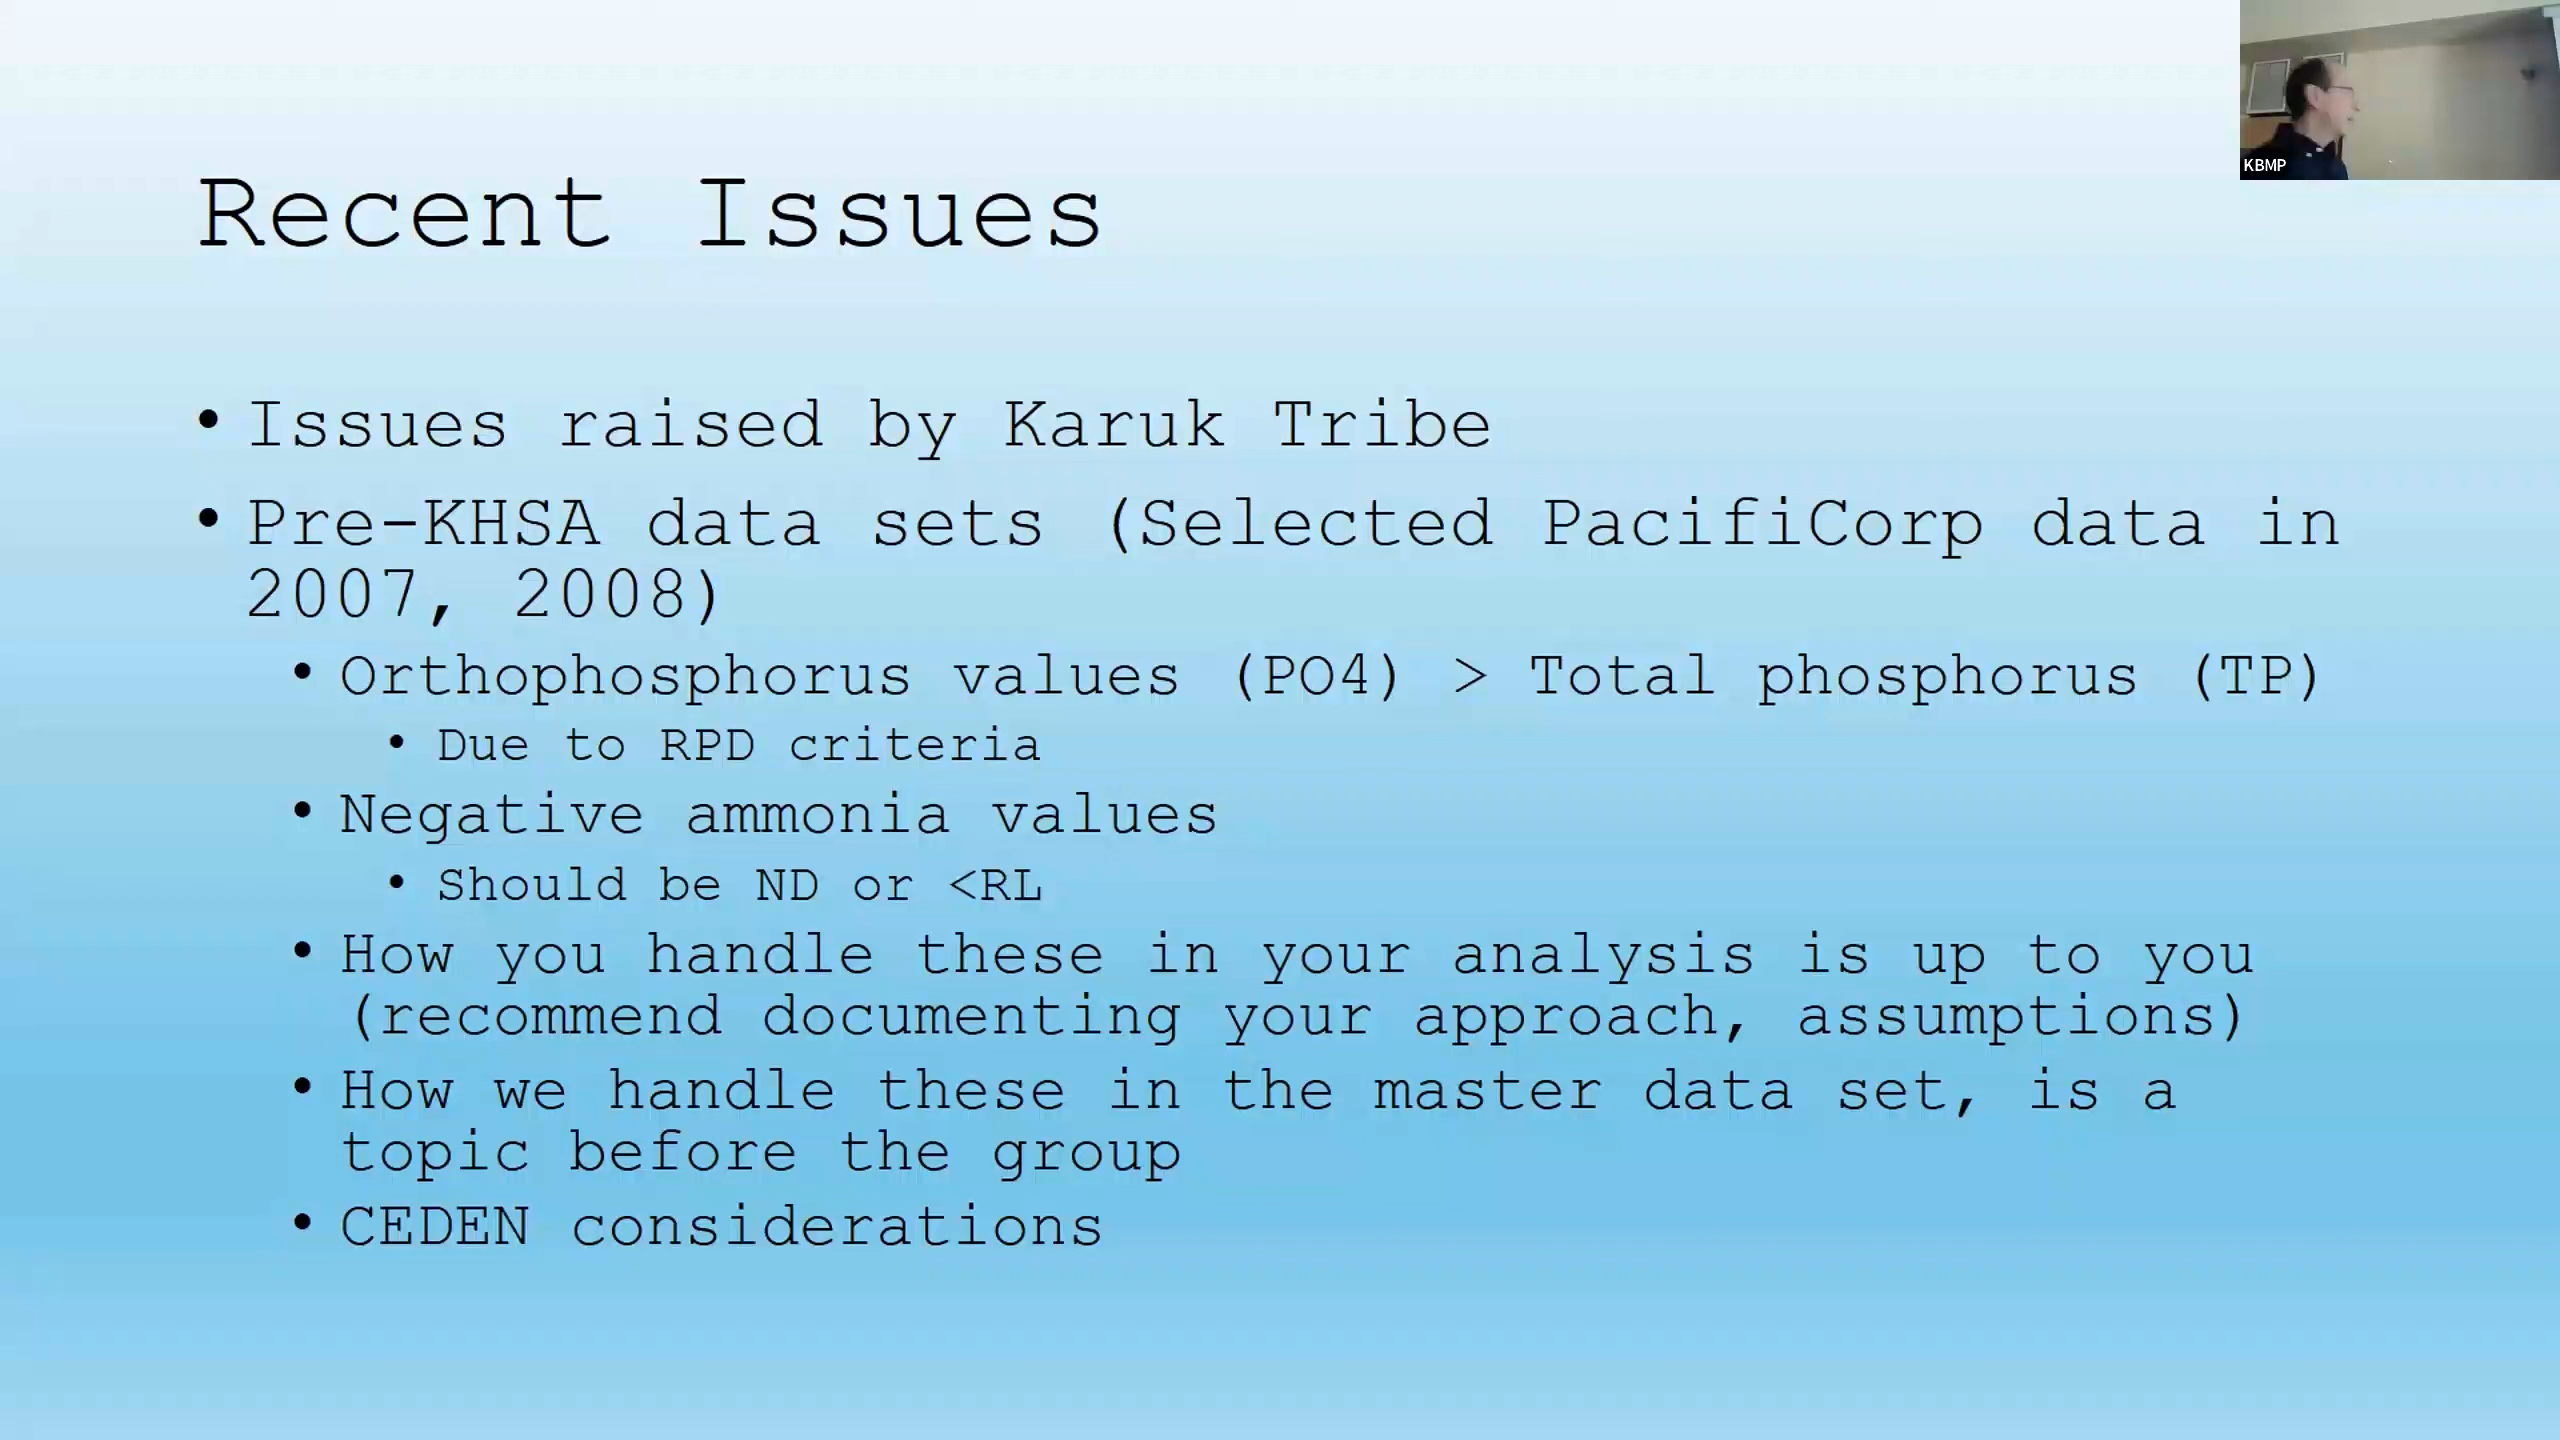 KBMP
Recent Issues
• Issues raised by Karuk Tribe
• Pre-KHSA data sets (Selected PacifiCorp data in
2007, 2008)
• Orthophosphorus values (PO4) > Total phosphorus (TP)
• Due to RPD criteria
• Negative ammonia values
• Should be ND or <RL
• How you handle these in your analysis is up to you
(recommend documenting your approach, assumptions)
• How we handle these in the master data set, is a
topic before the group
• CEDEN considerations